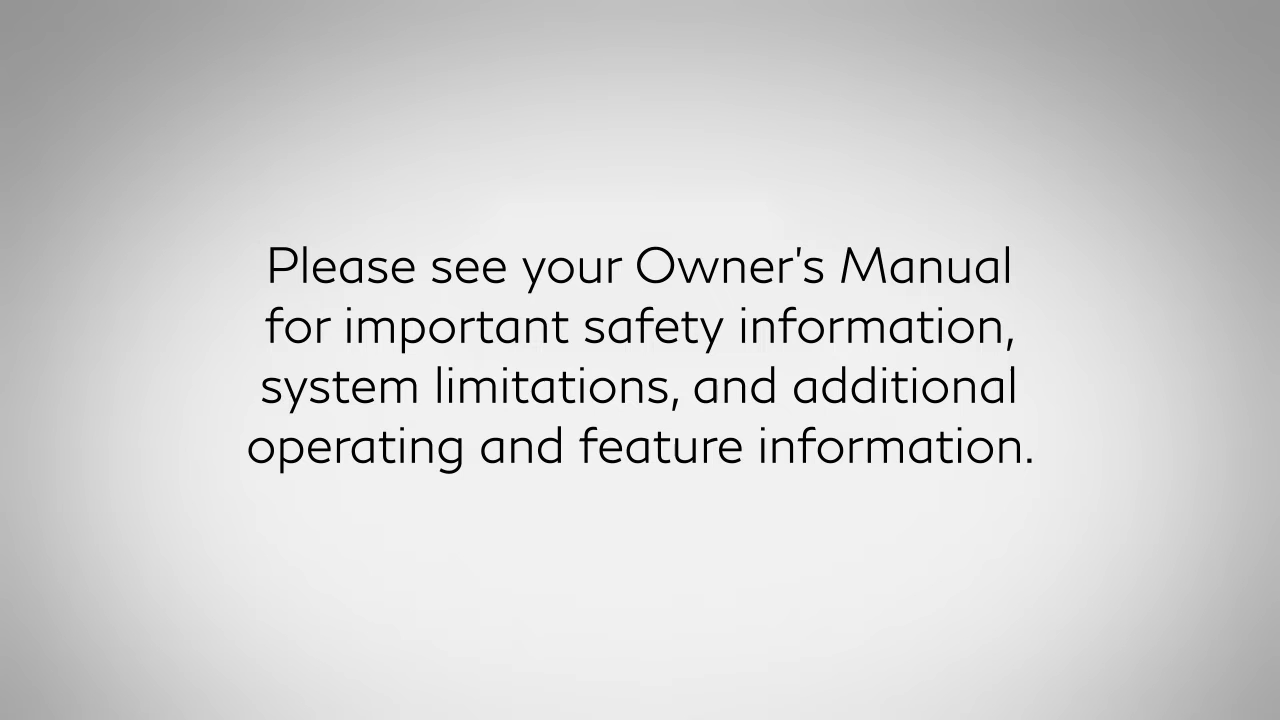 Please see your Owner's Manual
for important safety information,
system limitations, and additional
operating and feature information.